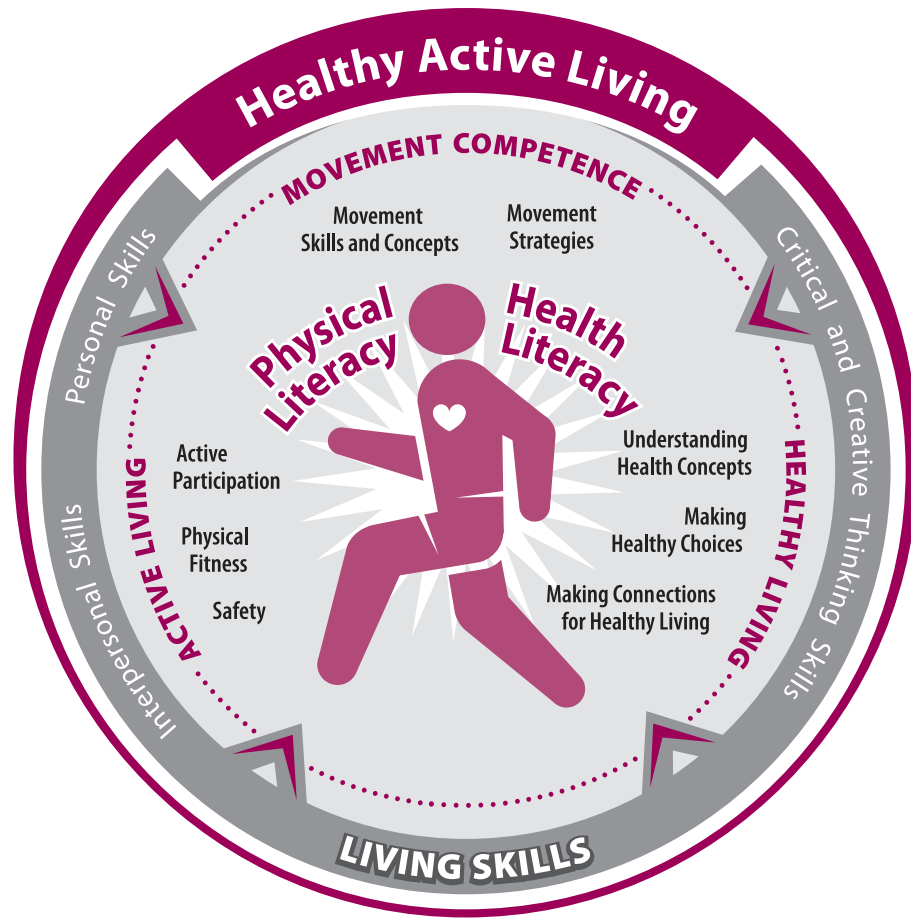 Healthy Active Living
MOVEMENT COMPETENCE
Movement
Skills and Concepts
Movement
Strategies
Physical
Literacy
Health
Literacy
Personal Skills
Interpersonal Skills
Critical and Creative Thinking Skills
ACTIVE LIVING
Active
Participation
Physical
Fitness
Safety
HEALTHY LIVING
Understanding
Health Concepts
Making
Healthy Choices
Making Connections
for Healthy Living
LIVING SKILLS